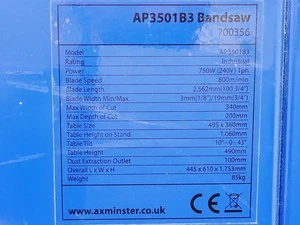 AP3501B3 Bandsaw
700356
Model AP3501B3
Rating Industrial
Power 750W (240V) 1ph
Blade Speed 800m/min
Blade Length 2,562mm(100.3/4")
Blade Width Min/Max 3mm(1/8")/19mm(3/4")
Max Width of Cut 340mm
Max Depth of Cut 200mm
Table Size 495 x 360mm
Table Height on Stand 1,060mm
Table Tilt 10° - 0 - 45°
Table Height 490mm
Dust Extraction Outlet 100mm
Overall L x W x H 445 x 610 x 1,753mm
Weight 85kg
www.axminster.co.uk CE